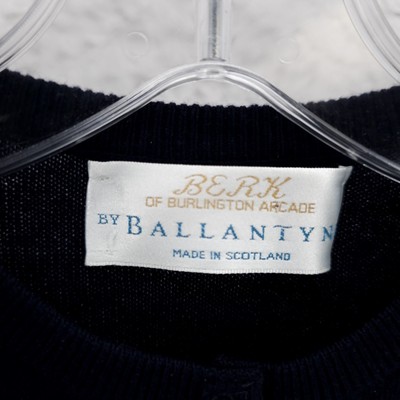 BERK
OF BURLINGTON ARCADE
BY BALLANTYN
MADE IN SCOTLAND